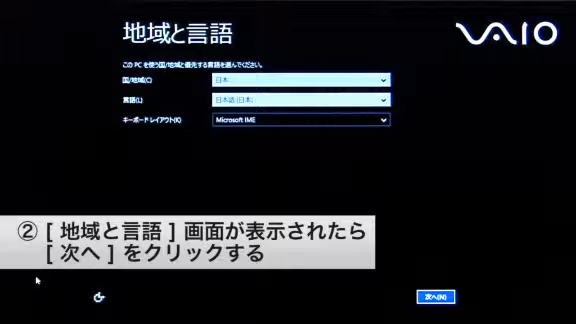 地域と言語
VAIO
この PC を使う国/地域と優先する言語を選んでください。
国/地域(C)
日本
言語(L)
日本語 (日本)
キーボード レイアウト(K)
Microsoft IME
② [ 地域と言語 ] 画面が表示されたら
[ 次へ ] をクリックする
次へ(N)